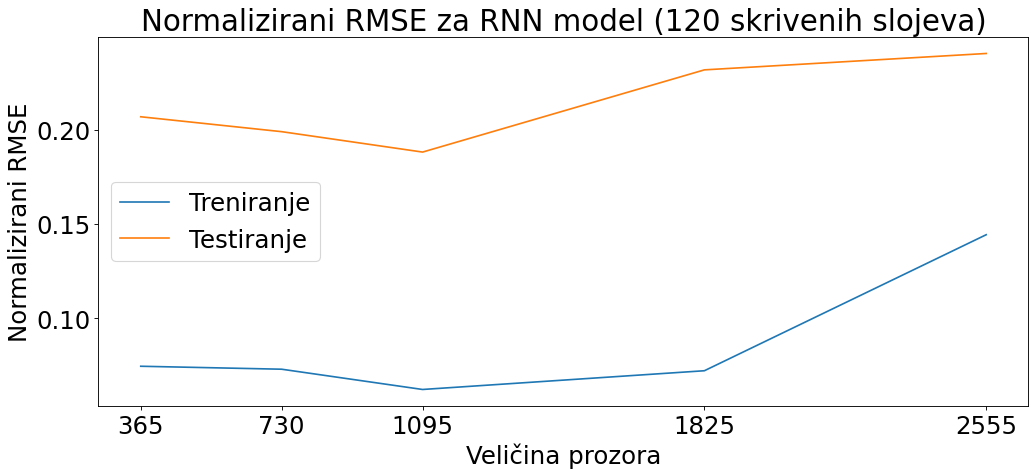 Normalizirani RMSE za RNN model (120 skrivenih slojeva)
Normalizirani RMSE
0.20
0.15
0.10
Treniranje
Testiranje
365 730 1095 1825 2555
Veličina prozora